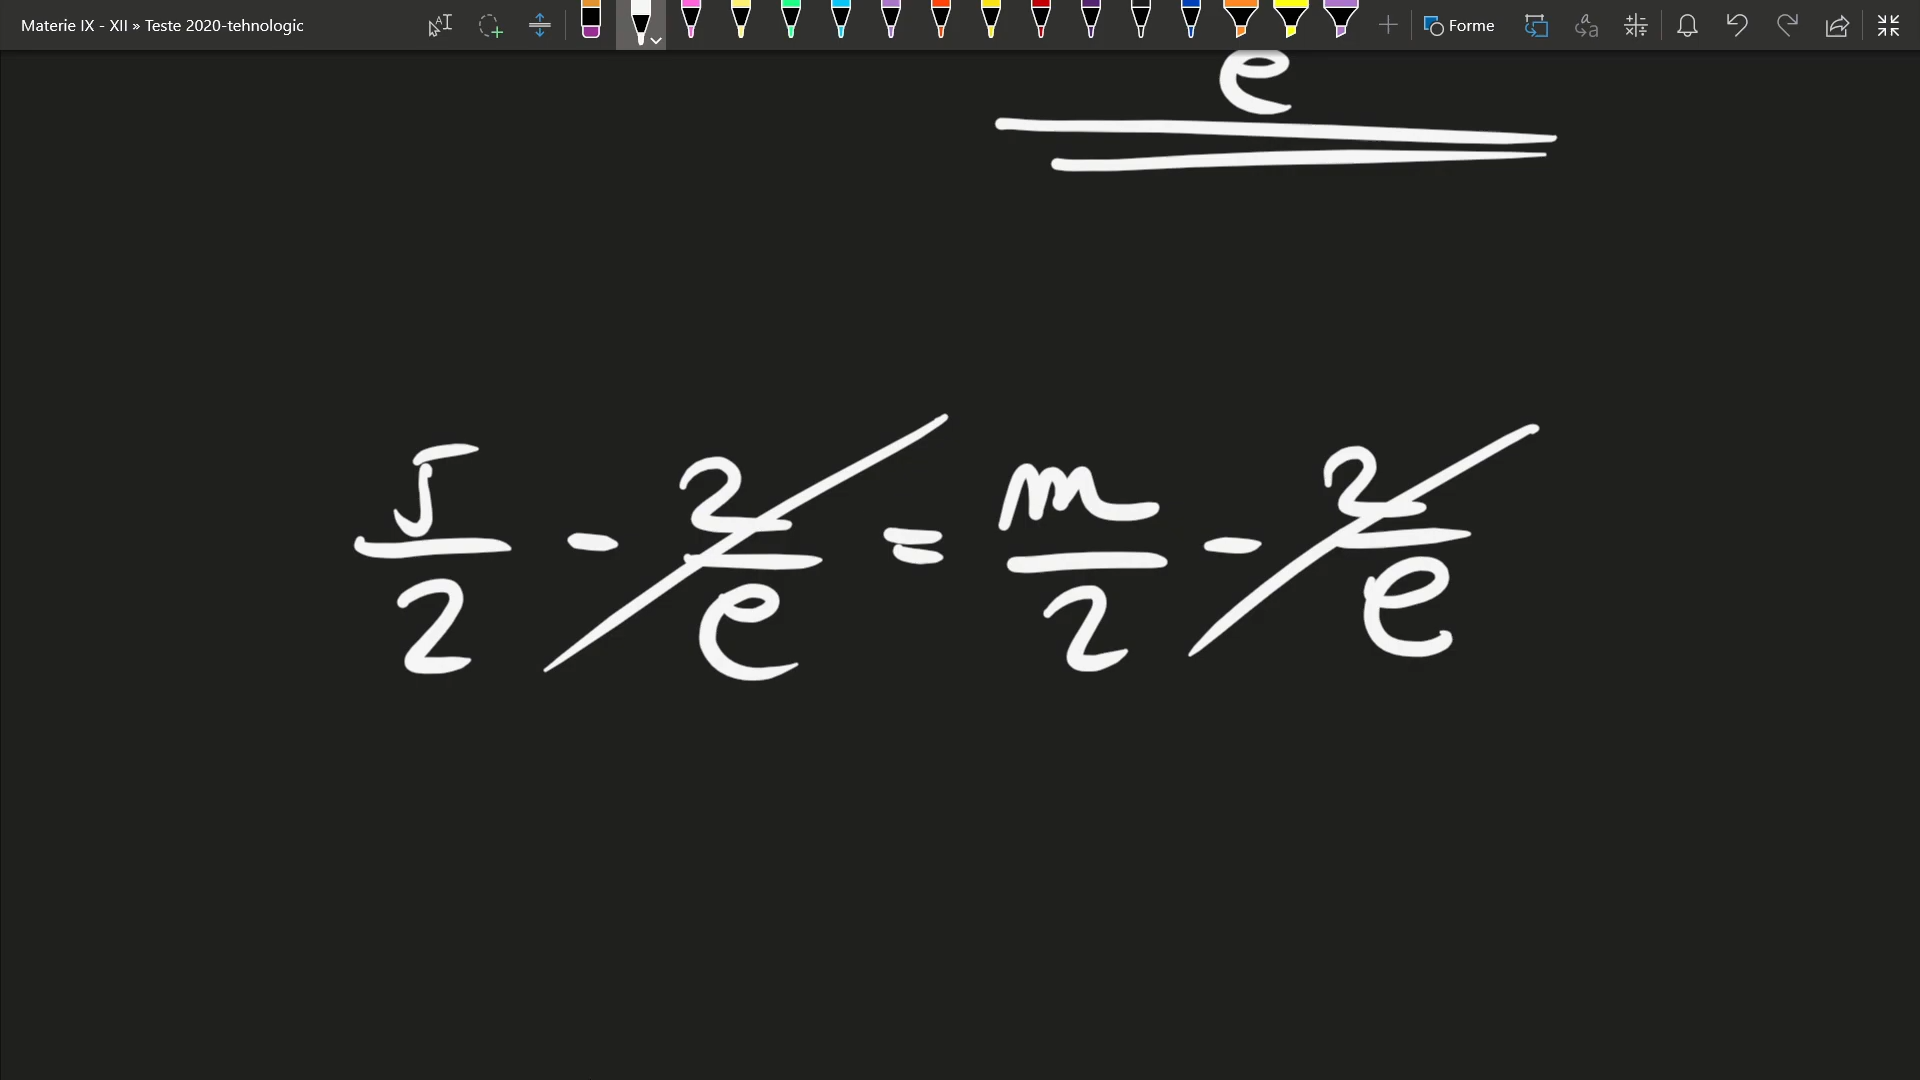 Materie IX - XII » Teste 2020-tehnologic
Forme
e
5/2 - 2/e = m/2 - 2/e